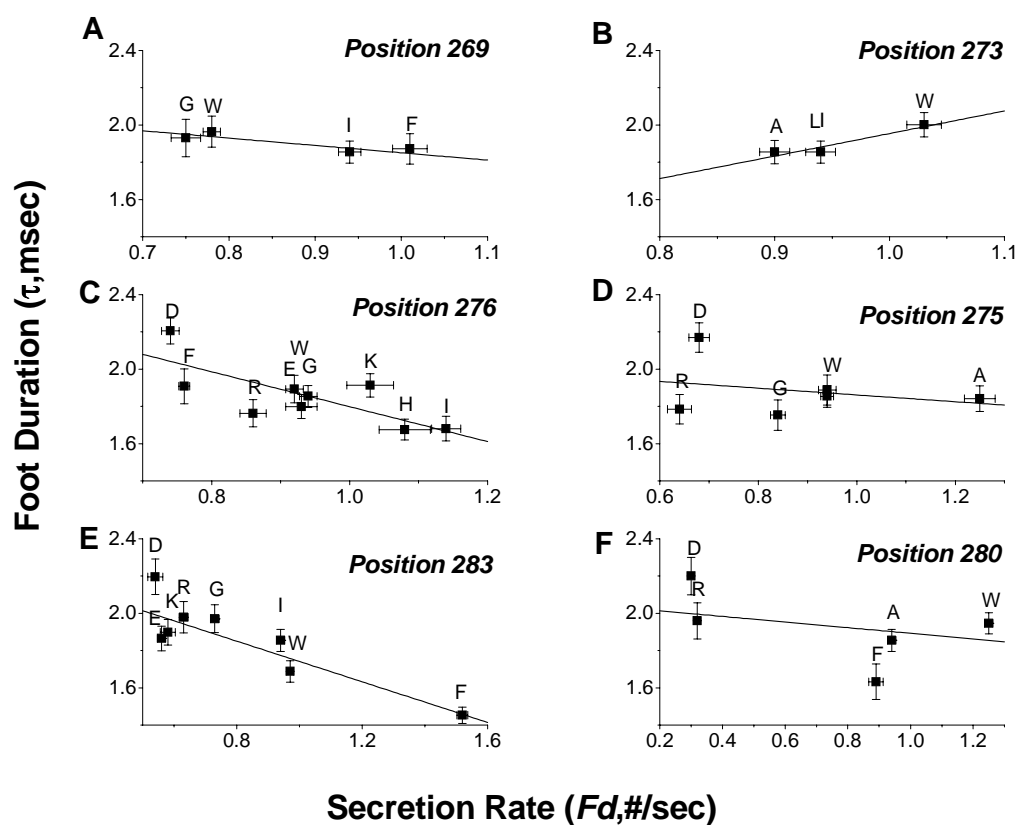 A
Position 269
2.4
2.0
1.6
G W I F
0.7 0.8 0.9 1.0 1.1
B
Position 273
2.4
2.0
1.6
A LI W
0.8 0.9 1.0 1.1
C
Position 276
2.4
2.0
1.6
D F R E W G K H I
0.8 1.0 1.2
D
Position 275
2.4
2.0
1.6
R D G W A
0.6 0.8 1.0 1.2
E
Position 283
2.4
2.0
1.6
D E K R G I W F
0.8 1.2 1.6
F
Position 280
2.4
2.0
1.6
D R F A W
0.2 0.4 0.6 0.8 1.0 1.2
Foot Duration (τ,msec)
Secretion Rate (Fd,#/sec)